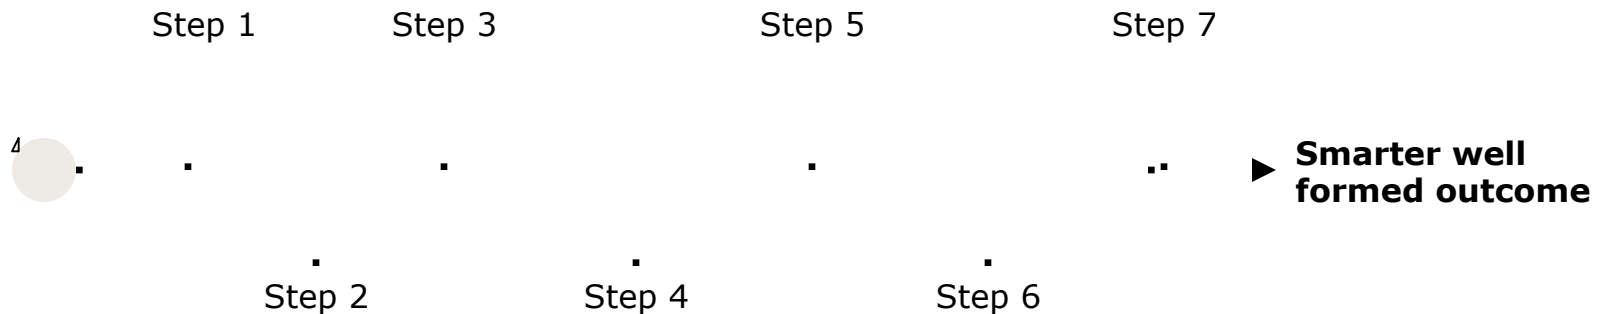 Step 1
Step 3
Step 5
Step 7
Smarter well
formed outcome
Step 2
Step 4
Step 6